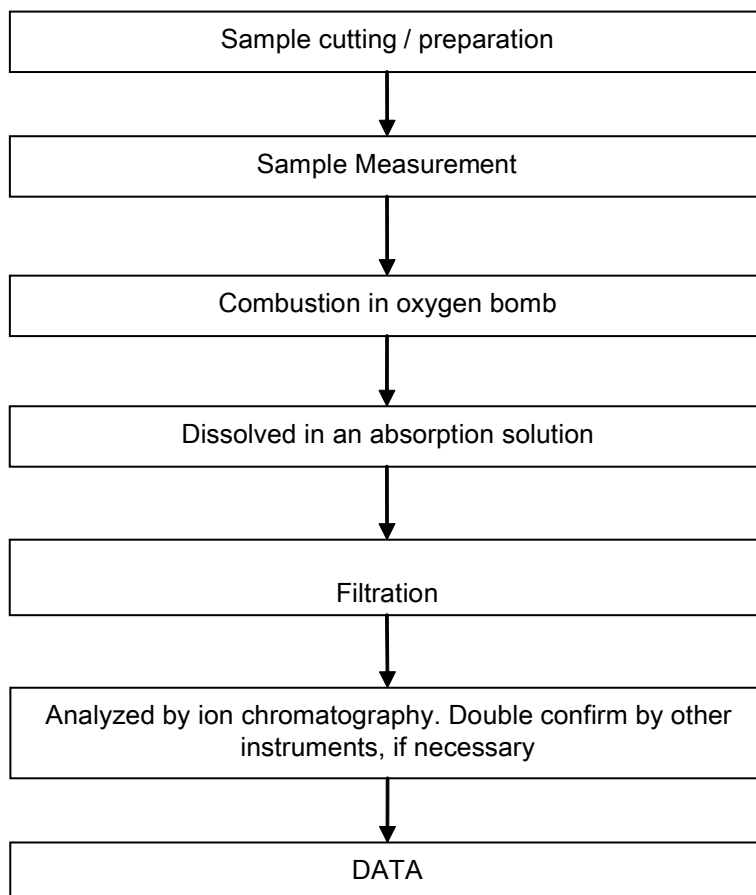 Sample cutting / preparation
Sample Measurement
Combustion in oxygen bomb
Dissolved in an absorption solution
Filtration
Analyzed by ion chromatography. Double confirm by other
instruments, if necessary
DATA